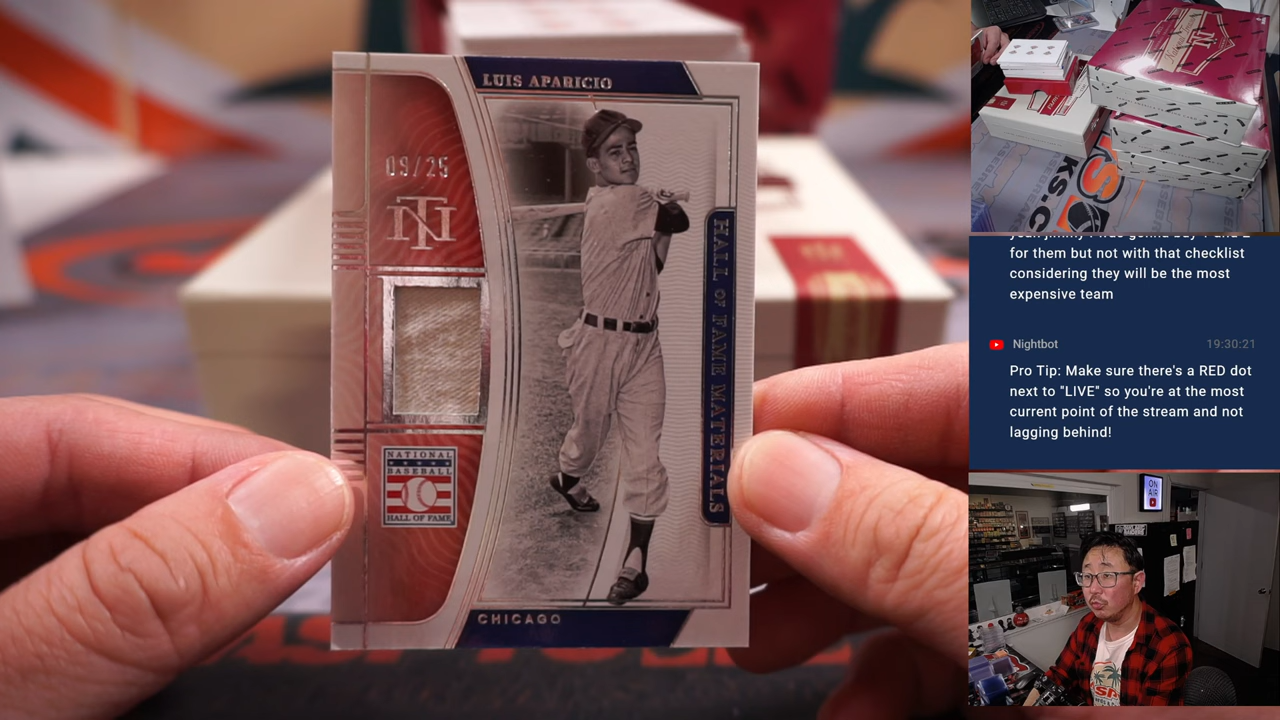 LUIS APARICIO
09/25
NT
HALL OF FAME MATERIALS
NATIONAL
BASEBALL
HALL OF FAME
CHICAGO
for them but not with that checklist
considering they will be the most
expensive team
Nightbot
19:30:21
Pro Tip: Make sure there's a RED dot
next to "LIVE" so you're at the most
current point of the stream and not
lagging behind!
ON
AIR
KS-C